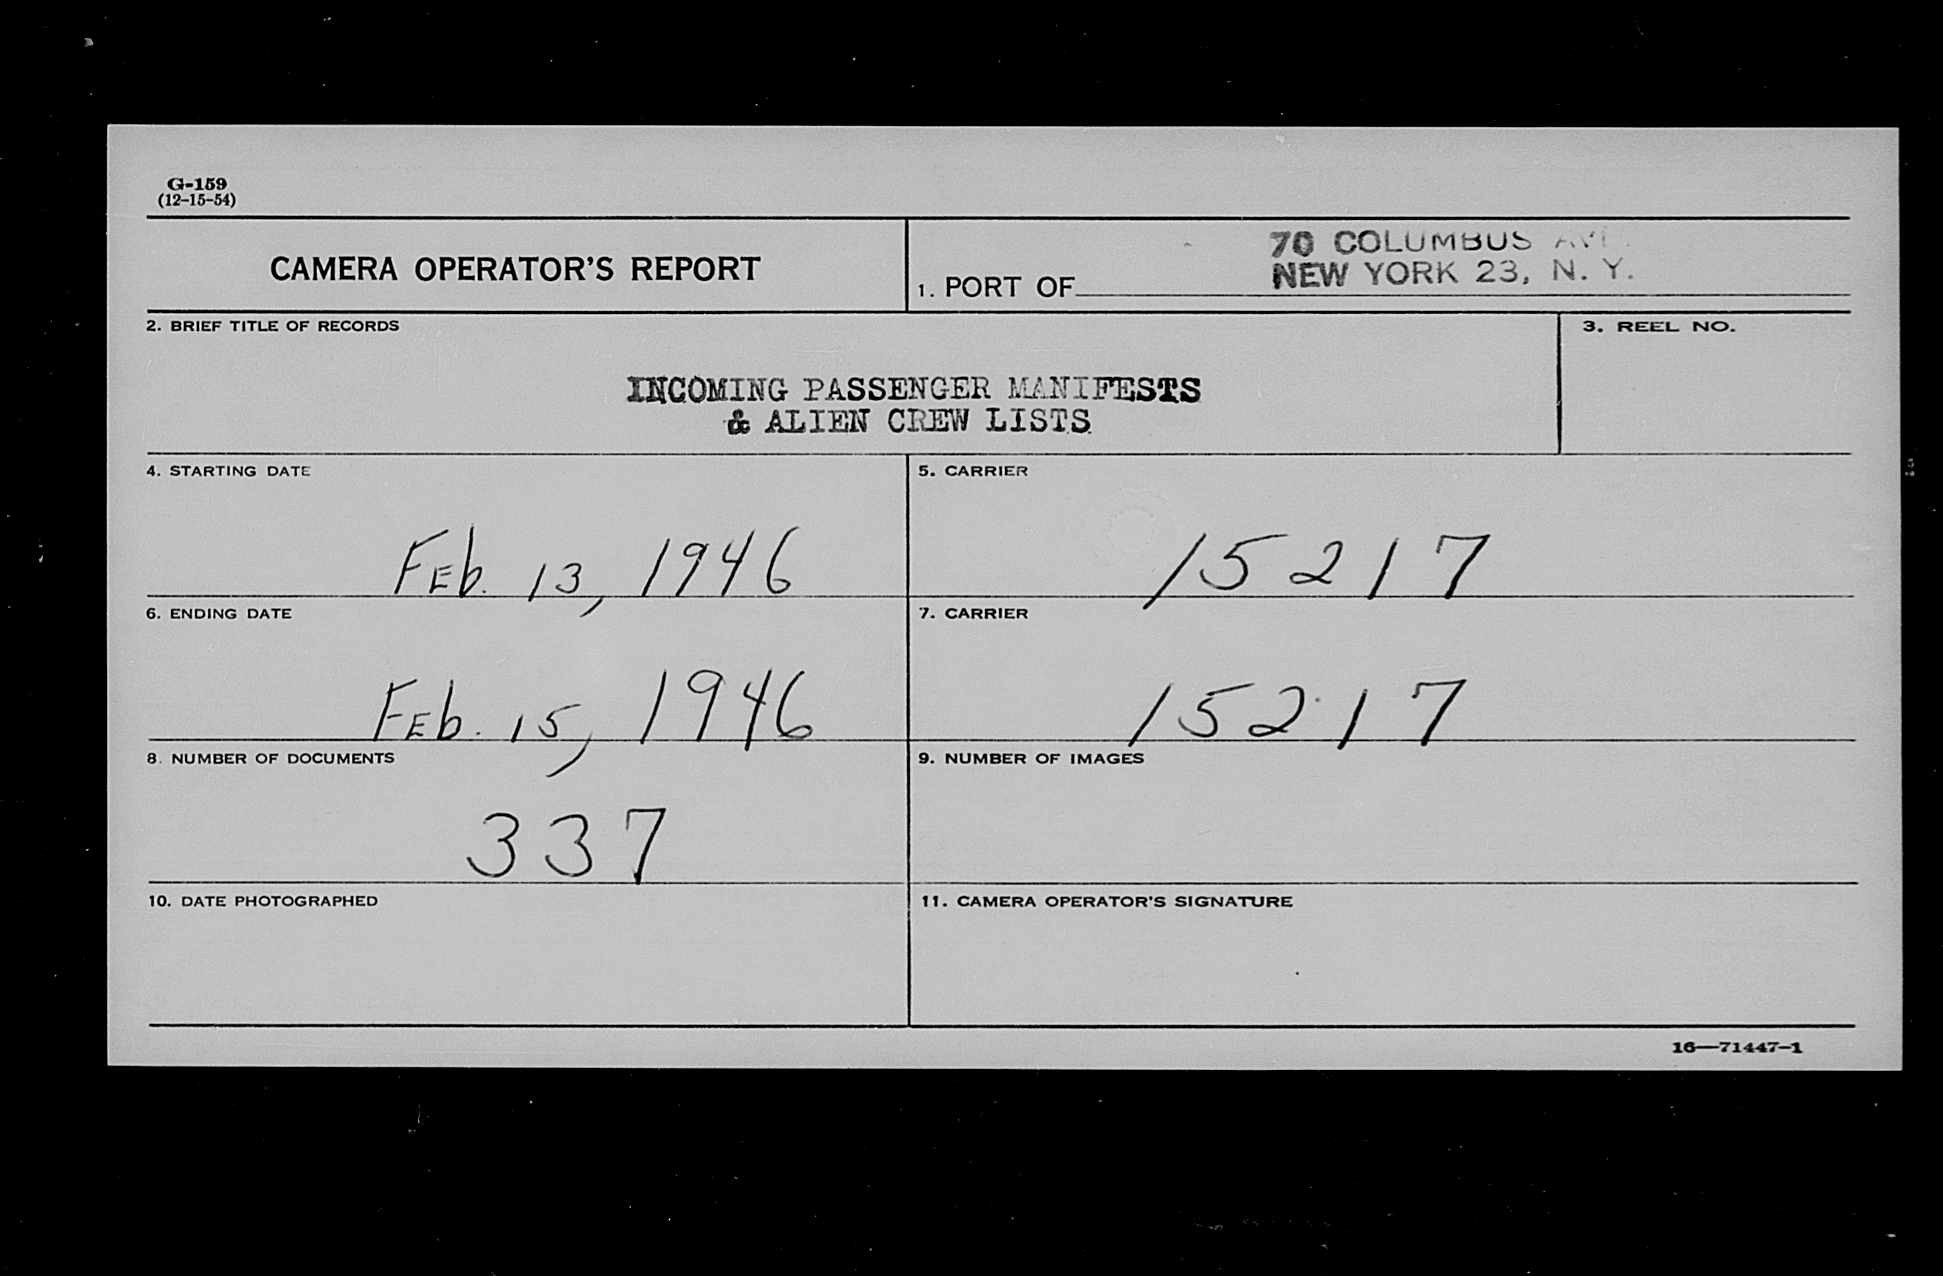 G-159
(12-15-54)
CAMERA OPERATOR'S REPORT
1. PORT OF
70 COLUMBUS AVE.
NEW YORK 23, N. Y.
2. BRIEF TITLE OF RECORDS
INCOMING PASSENGER MANIFESTS
& ALIEN CREW LISTS
3. REEL NO.
4. STARTING DATE
Feb. 13, 1946
5. CARRIER
15217
6. ENDING DATE
Feb. 15, 1946
7. CARRIER
15217
8. NUMBER OF DOCUMENTS
337
9. NUMBER OF IMAGES
10. DATE PHOTOGRAPHED
11. CAMERA OPERATOR'S SIGNATURE
16—71447-1